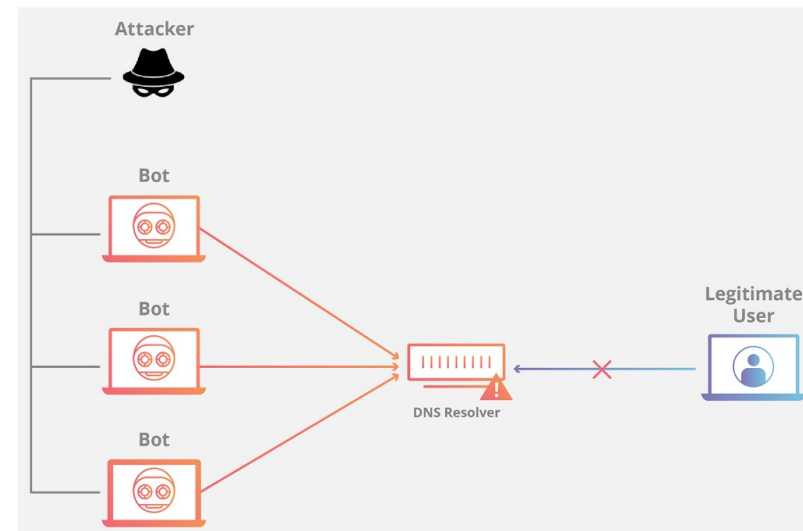 Attacker
Bot
Bot
Legitimate
User
DNS Resolver
Bot